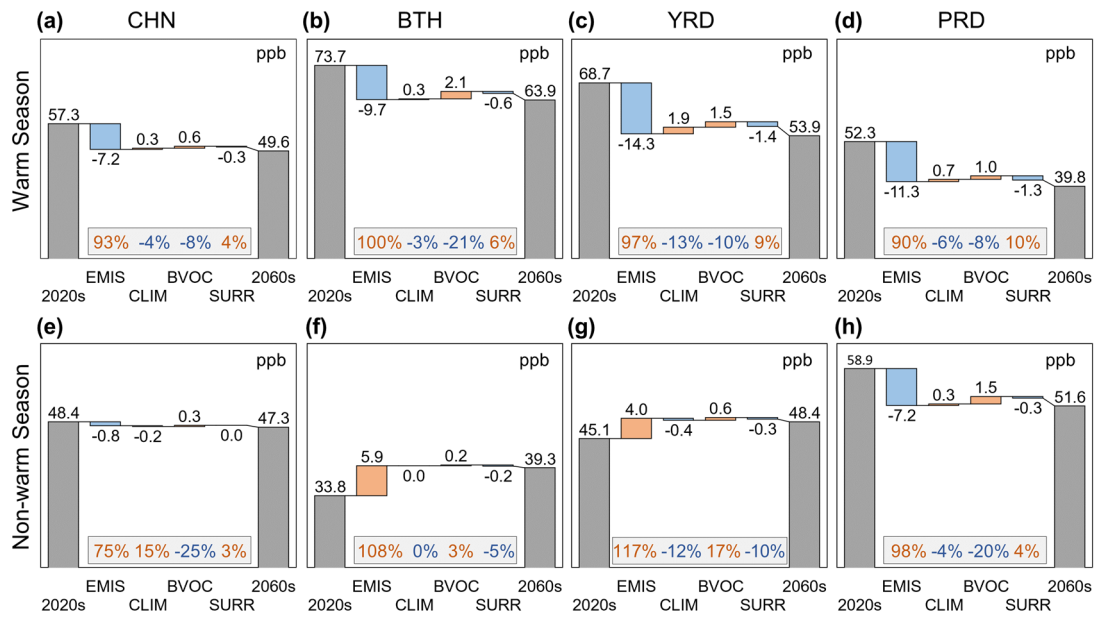 (a) CHN (b) BTH (c) YRD (d) PRD
Warm Season
ppb ppb ppb ppb
57.3 -7.2 0.3 0.6 -0.3 49.6
93% -4% -8% 4%
73.7 -9.7 0.3 2.1 -0.6 63.9
100% -3% -21% 6%
68.7 -14.3 1.9 1.5 -1.4 53.9
97% -13% -10% 9%
52.3 -11.3 0.7 1.0 -1.3 39.8
90% -6% -8% 10%
EMIS BVOC 2060s EMIS BVOC 2060s EMIS BVOC 2060s EMIS BVOC 2060s
2020s CLIM SURR 2020s CLIM SURR 2020s CLIM SURR 2020s CLIM SURR
(e) (f) (g) (h)
Non-warm Season
ppb ppb ppb ppb
48.4 -0.8 -0.2 0.3 0.0 47.3
75% 15% -25% 3%
33.8 5.9 0.0 0.2 -0.2 39.3
108% 0% 3% -5%
45.1 4.0 -0.4 0.6 -0.3 48.4
117% -12% 17% -10%
58.9 -7.2 0.3 1.5 -0.3 51.6
98% -4% -20% 4%
EMIS BVOC 2060s EMIS BVOC 2060s EMIS BVOC 2060s EMIS BVOC 2060s
2020s CLIM SURR 2020s CLIM SURR 2020s CLIM SURR 2020s CLIM SURR